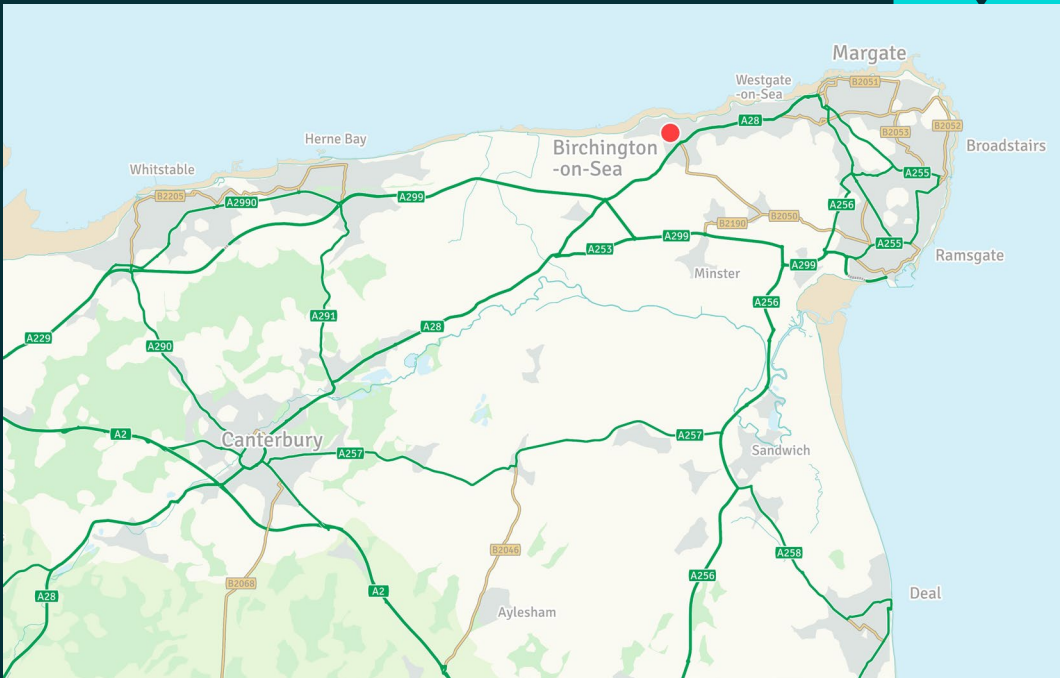 Margate
B2051
Westgate
-on-Sea
A28
B2052
B2053
Herne Bay
Birchington
-on-Sea
Broadstairs
Whitstable
A255
B2205
A299
A2990
A256
B2050
B2190
A299
A255
A253
Ramsgate
A299
Minster
A256
A291
A28
A229
A290
A2
A257
Canterbury
A257
Sandwich
B2046
A258
A256
B2068
A2
Deal
A28
Aylesham